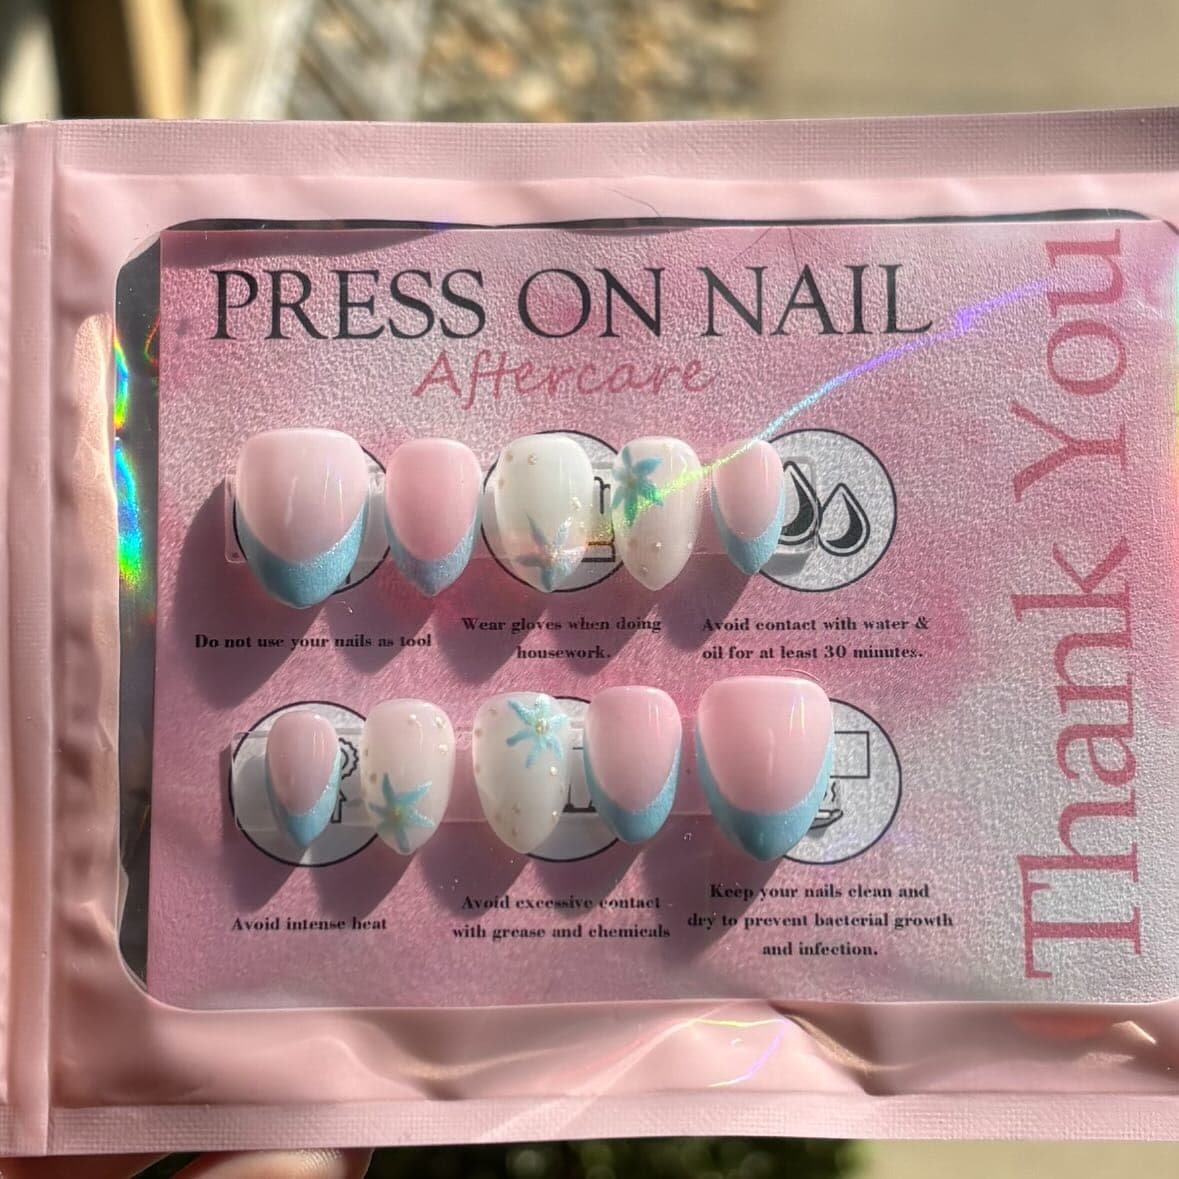 PRESS ON NAIL
Aftercare
Do not use your nails as tool
Wear gloves when doing
housework.
Avoid contact with water &
oil for at least 30 minutes.
Avoid intense heat
Avoid excessive contact
with grease and chemicals
Keep your nails clean and
dry to prevent bacterial growth
and infection.
Thank You